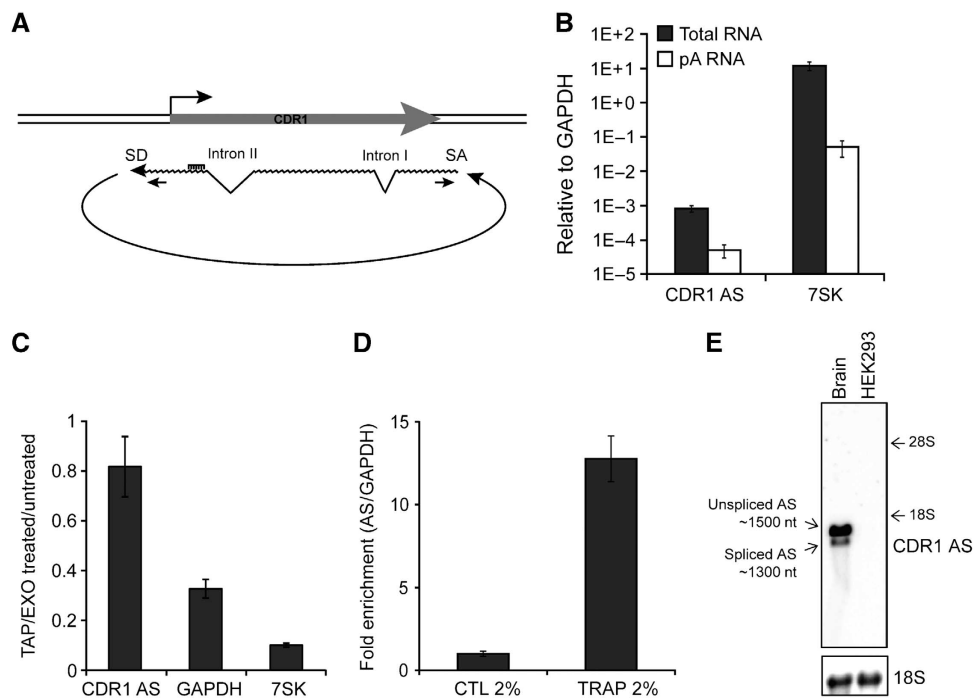 A
CDR1
SD
Intron II
Intron I
SA
B
Total RNA
pA RNA
Relative to GAPDH
1E+2
1E+1
1E+0
1E–1
1E–2
1E–3
1E–4
1E–5
CDR1 AS
7SK
C
TAP/EXO treated/untreated
1
0.8
0.6
0.4
0.2
0
CDR1 AS
GAPDH
7SK
D
Fold enrichment (AS/GAPDH)
15
10
5
0
CTL 2%
TRAP 2%
E
Brain
HEK293
28S
Unspliced AS
~1500 nt
18S
CDR1 AS
Spliced AS
~1300 nt
18S